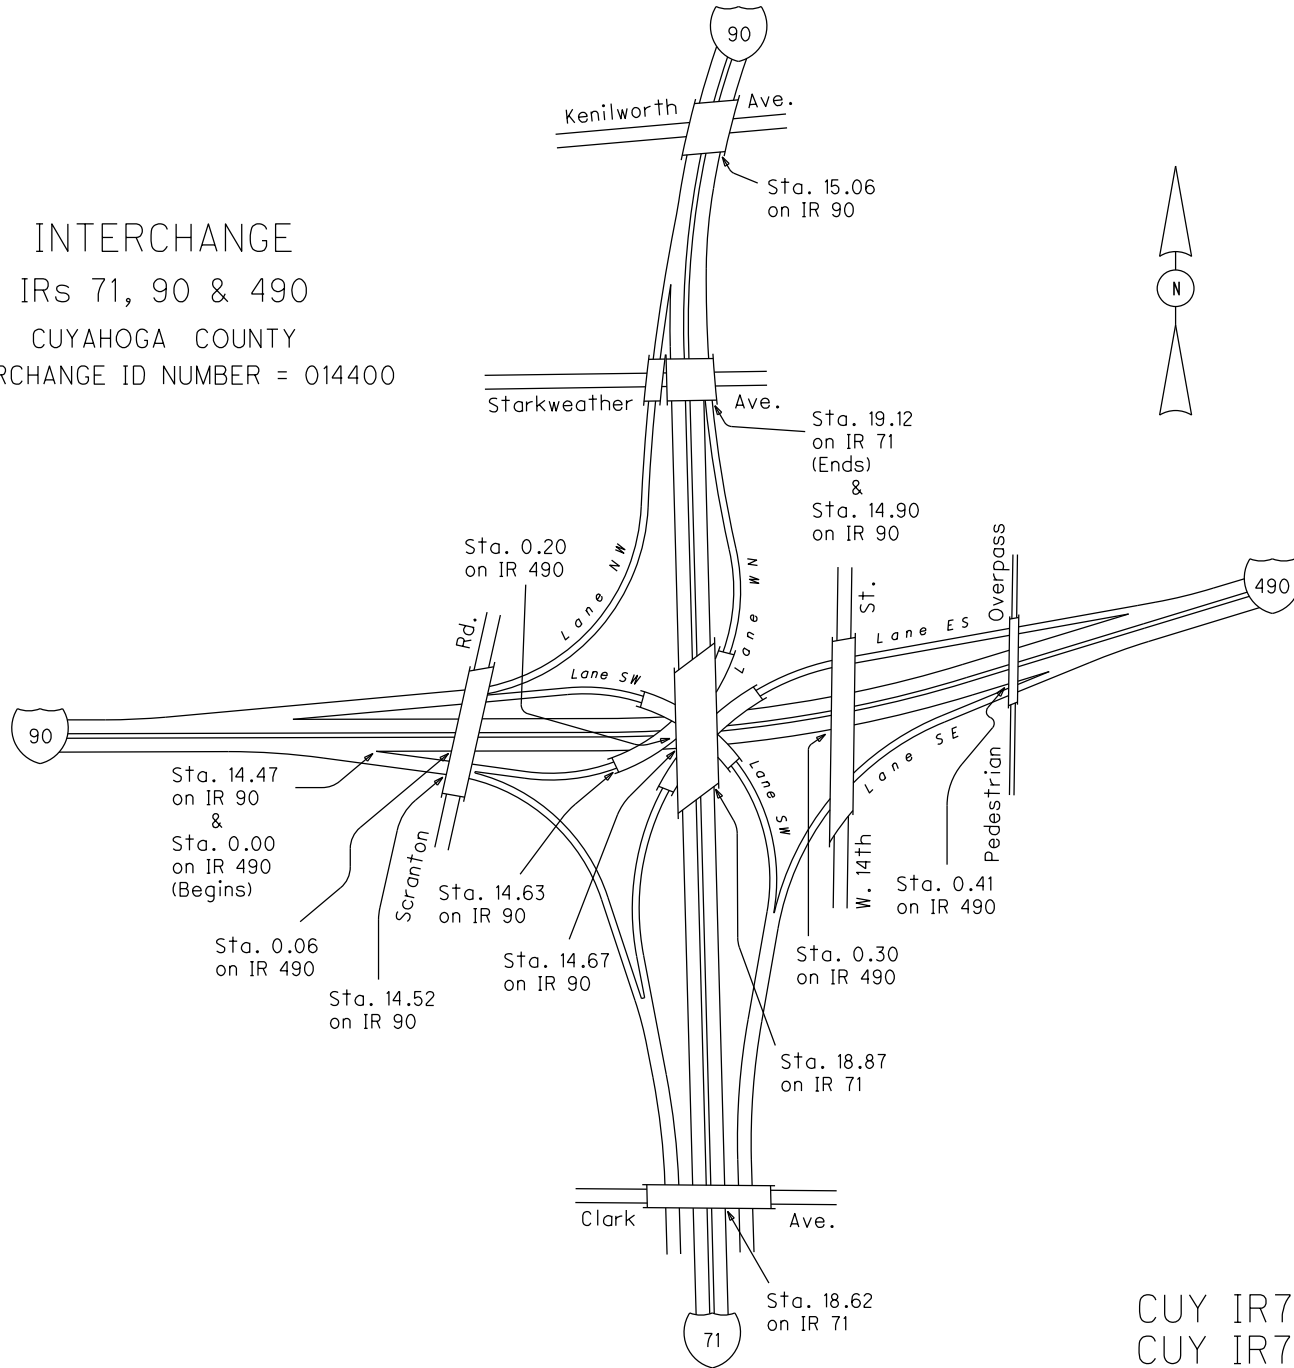 90
Kenilworth Ave.
Sta. 15.06
on IR 90
INTERCHANGE
IRs 71, 90 & 490
CUYAHOGA COUNTY
RCHANGE ID NUMBER = 014400
N
Starkweather Ave.
Sta. 19.12
on IR 71
(Ends)
&
Sta. 14.90
on IR 90
Sta. 0.20
on IR 490
Lane NW
Lane NW
St.
Overpass
490
Rd.
Lane ES
Lane SW
90
Lane SE
Lane SW
Sta. 14.47
on IR 90
&
Sta. 0.00
on IR 490
(Begins)
Scranton
Pedestrian
W. 14th
Sta. 14.63
on IR 90
Sta. 0.41
on IR 490
Sta. 0.06
on IR 490
Sta. 14.67
on IR 90
Sta. 0.30
on IR 490
Sta. 14.52
on IR 90
Sta. 18.87
on IR 71
Clark Ave.
Sta. 18.62
on IR 71
71
CUY IR7
CUY IR7